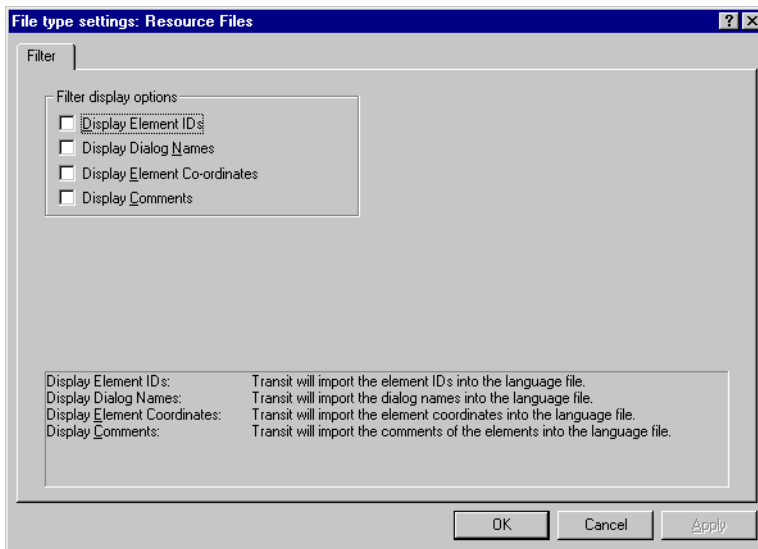 File type settings: Resource Files
Filter
Filter display options
Display Element IDs
Display Dialog Names
Display Element Co-ordinates
Display Comments
Display Element IDs: Transit will import the element IDs into the language file.
Display Dialog Names: Transit will import the dialog names into the language file.
Display Element Coordinates: Transit will import the element coordinates into the language file.
Display Comments: Transit will import the comments of the elements into the language file.
OK Cancel Apply